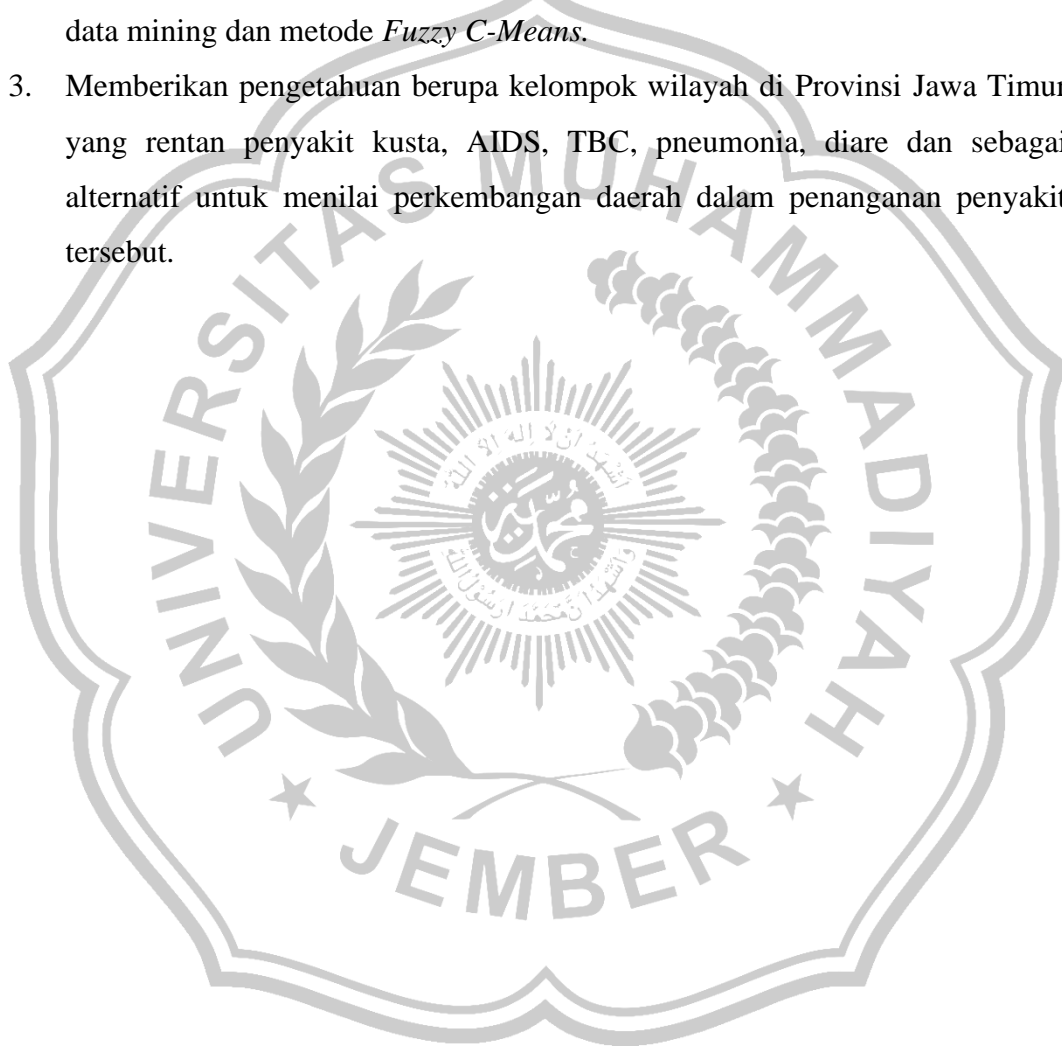 data mining dan metode Fuzzy C-Means.
3. Memberikan pengetahuan berupa kelompok wilayah di Provinsi Jawa Timur
yang rentan penyakit kusta, AIDS, TBC, pneumonia, diare dan sebagai
alternatif untuk menilai perkembangan daerah dalam penanganan penyakit
tersebut.
UNIVERSITAS MUHAMMADIYAH
JEMBER